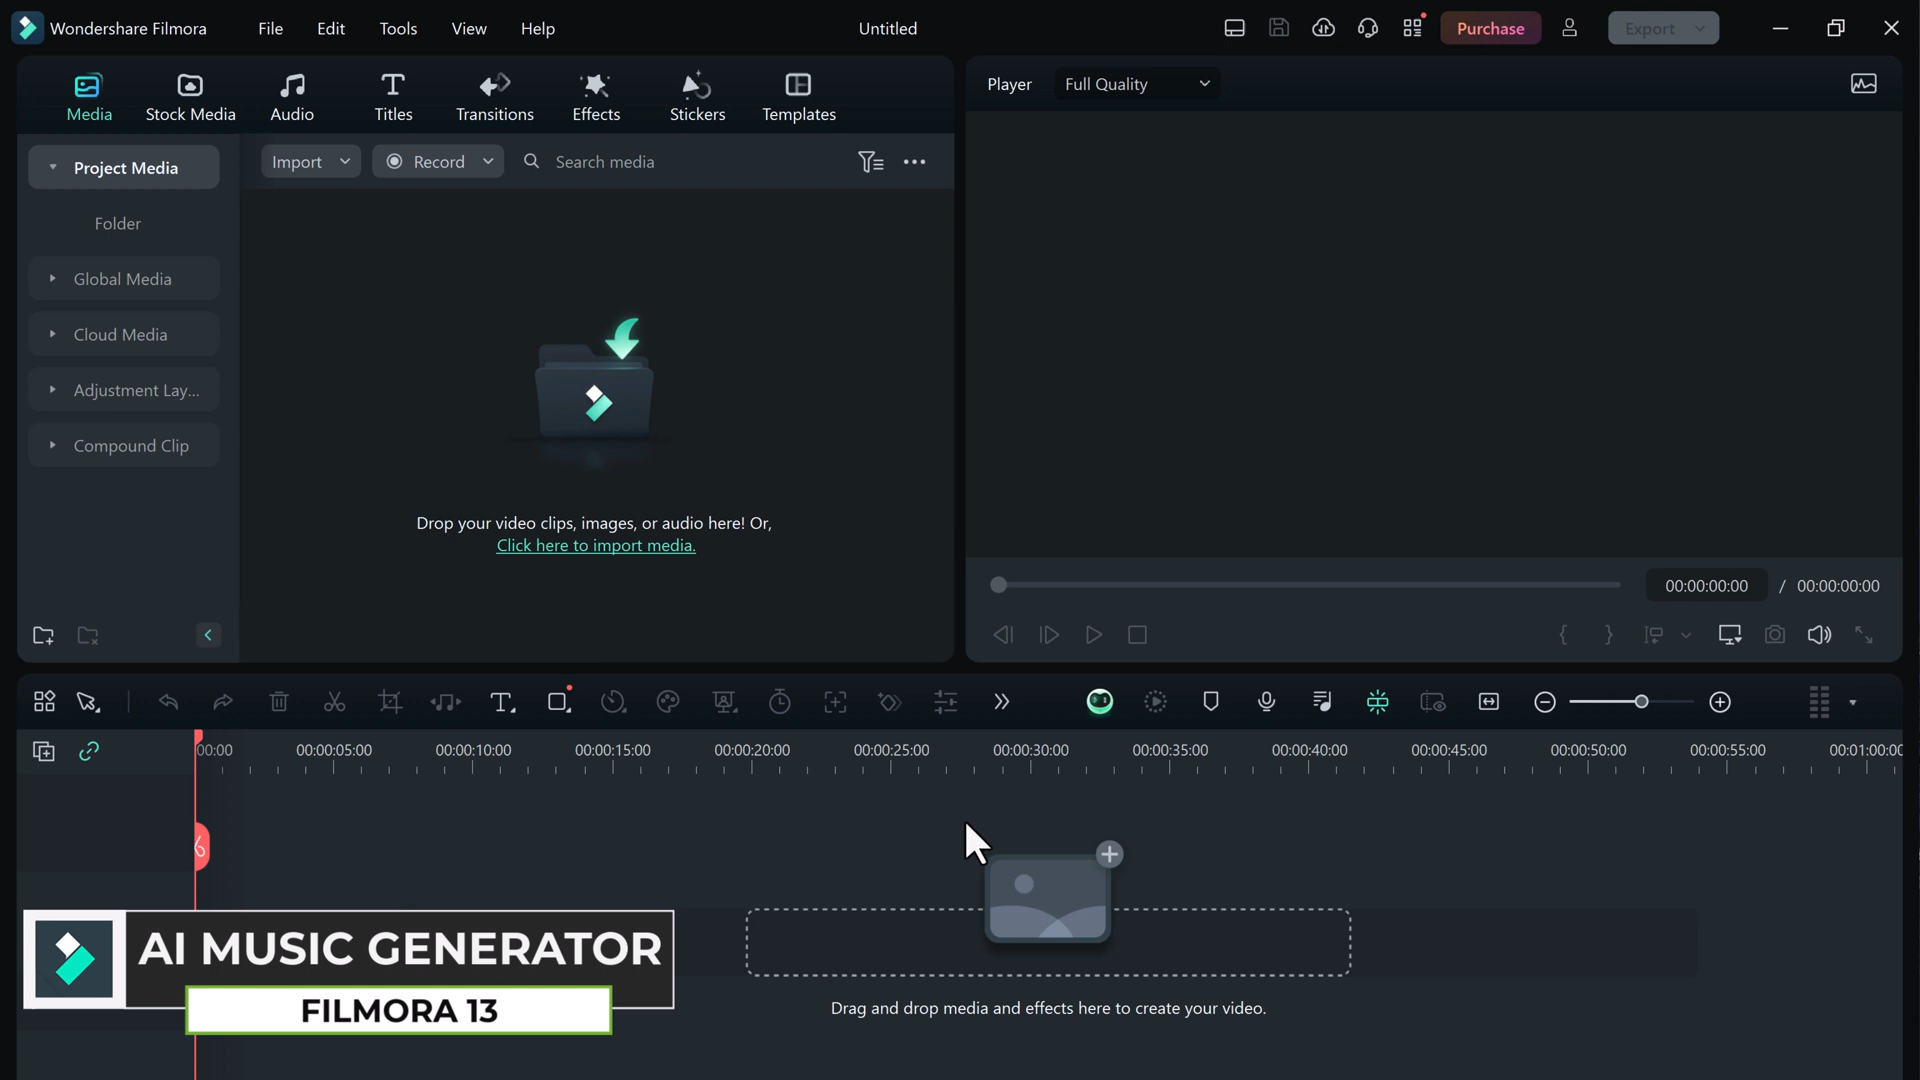 Wondershare Filmora
File
Edit
Tools
View
Help
Untitled
Purchase
Export
Media
Stock Media
Audio
Titles
Transitions
Effects
Stickers
Templates
Player
Full Quality
Project Media
Import
Record
Search media
Folder
Global Media
Cloud Media
Adjustment Lay...
Compound Clip
Drop your video clips, images, or audio here! Or,
Click here to import media.
00:00:00:00 / 00:00:00:00
00:00
00:00:05:00
00:00:10:00
00:00:15:00
00:00:20:00
00:00:25:00
00:00:30:00
00:00:35:00
00:00:40:00
00:00:45:00
00:00:50:00
00:00:55:00
00:01:00:00
AI MUSIC GENERATOR
FILMORA 13
Drag and drop media and effects here to create your video.